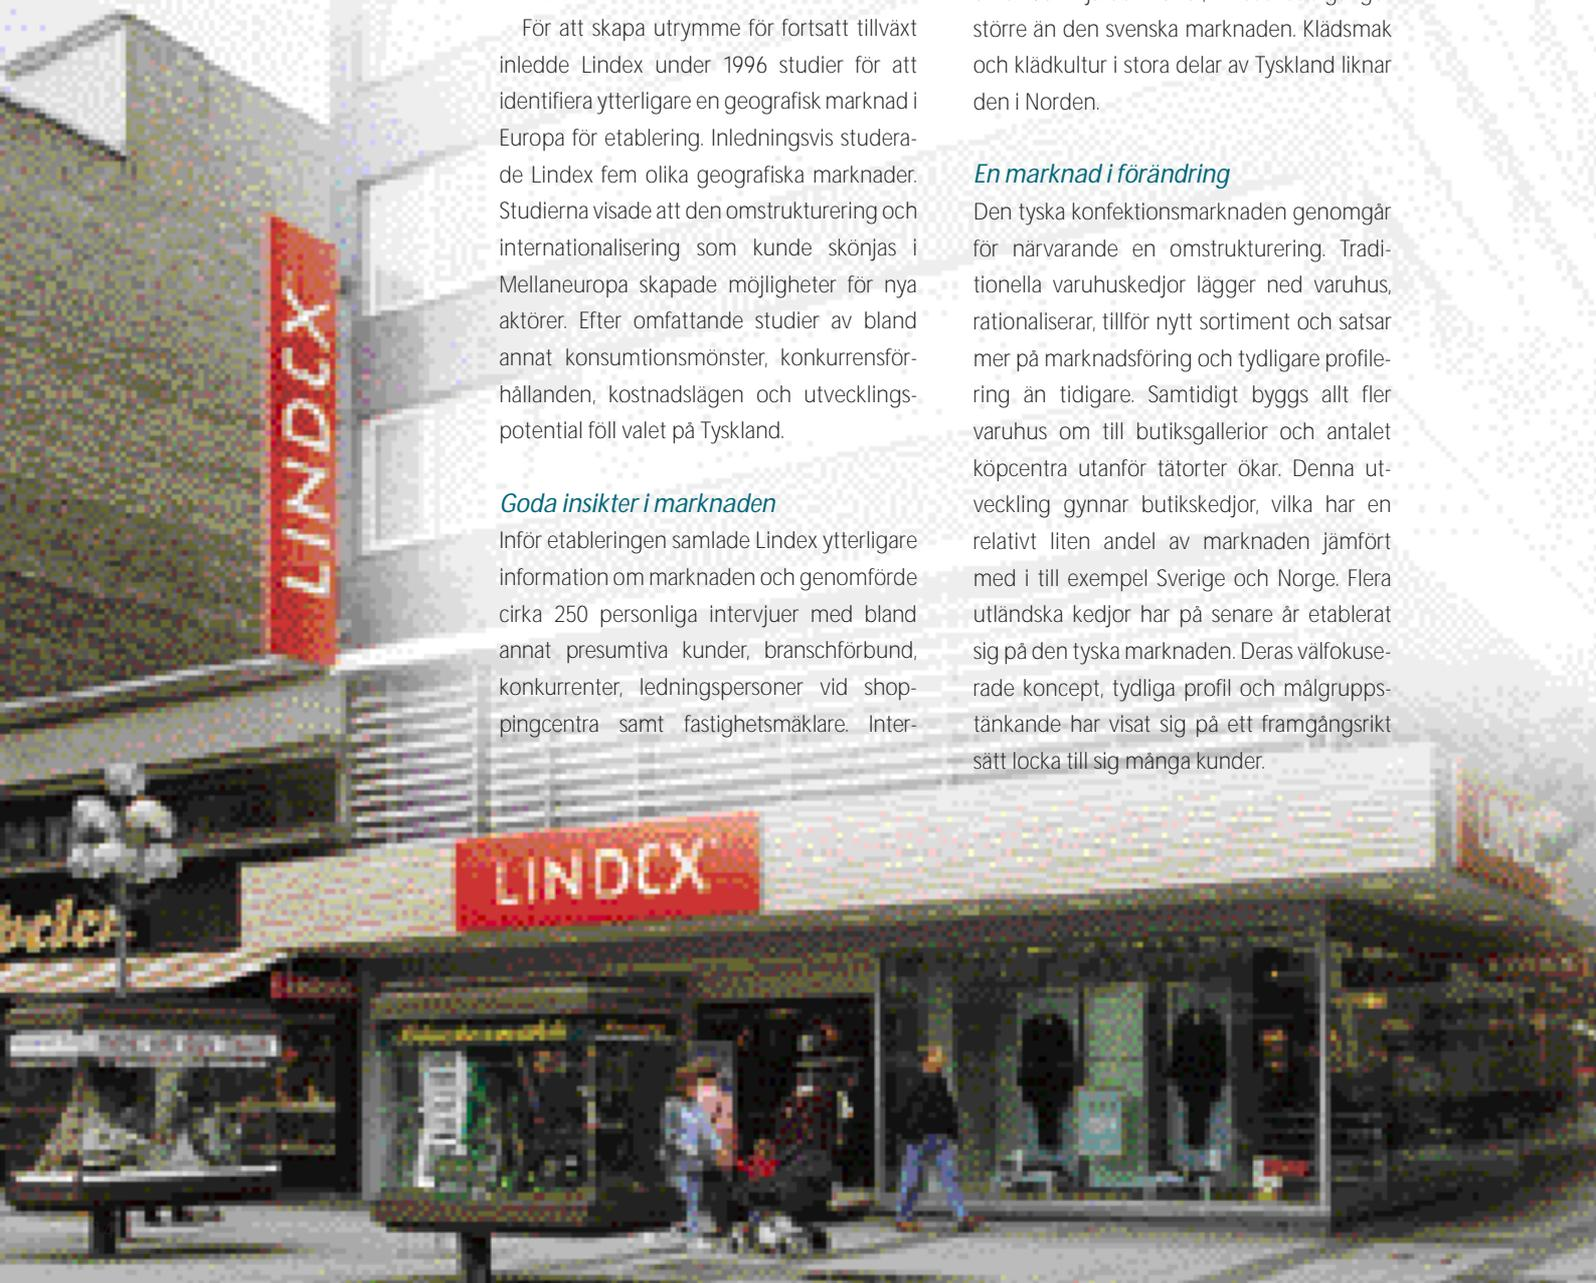 För att skapa utrymme för fortsatt tillväxt
inledde Lindex under 1996 studier för att
identifiera ytterligare en geografisk marknad i
Europa för etablering. Inledningsvis studera-
de Lindex fem olika geografiska marknader.
Studierna visade att den omstrukturering och
internationalisering som kunde skönjas i
Mellaneuropa skapade möjligheter för nya
aktörer. Efter omfattande studier av bland
annat konsumtionsmönster, konkurrensför-
hållanden, kostnadslägen och utvecklings-
potential föll valet på Tyskland.
Goda insikter i marknaden
Inför etableringen samlade Lindex ytterligare
information om marknaden och genomförde
cirka 250 personliga intervjuer med bland
annat presumtiva kunder, branschförbund,
konkurrenter, ledningspersoner vid shop-
pingcentra samt fastighetsmäklare. Inter-
större än den svenska marknaden. Klädsmak
och klädkultur i stora delar av Tyskland liknar
den i Norden.
En marknad i förändring
Den tyska konfektionsmarknaden genomgår
för närvarande en omstrukturering. Tradi-
tionella varuhuskedjor lägger ned varuhus,
rationaliserar, tillför nytt sortiment och satsar
mer på marknadsföring och tydligare profile-
ring än tidigare. Samtidigt byggs allt fler
varuhus om till butiksgallerior och antalet
köpcentra utanför tätorter ökar. Denna ut-
veckling gynnar butikskedjor, vilka har en
relativt liten andel av marknaden jämfört
med i till exempel Sverige och Norge. Flera
utländska kedjor har på senare år etablerat
sig på den tyska marknaden. Deras välfokuse-
rade koncept, tydliga profil och målgrupps-
tänkande har visat sig på ett framgångsrikt
sätt locka till sig många kunder.
LINDEX
LINDEX